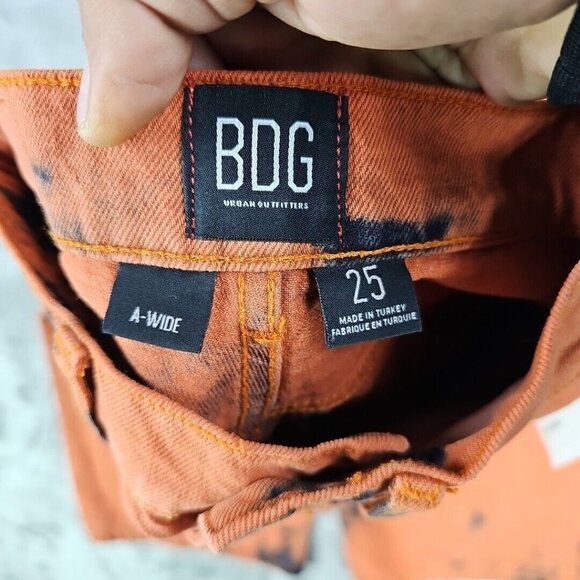 BDG
URBAN OUTFITTERS
A-WIDE
25
MADE IN TURKEY
FABRIQUE EN TURQUIE